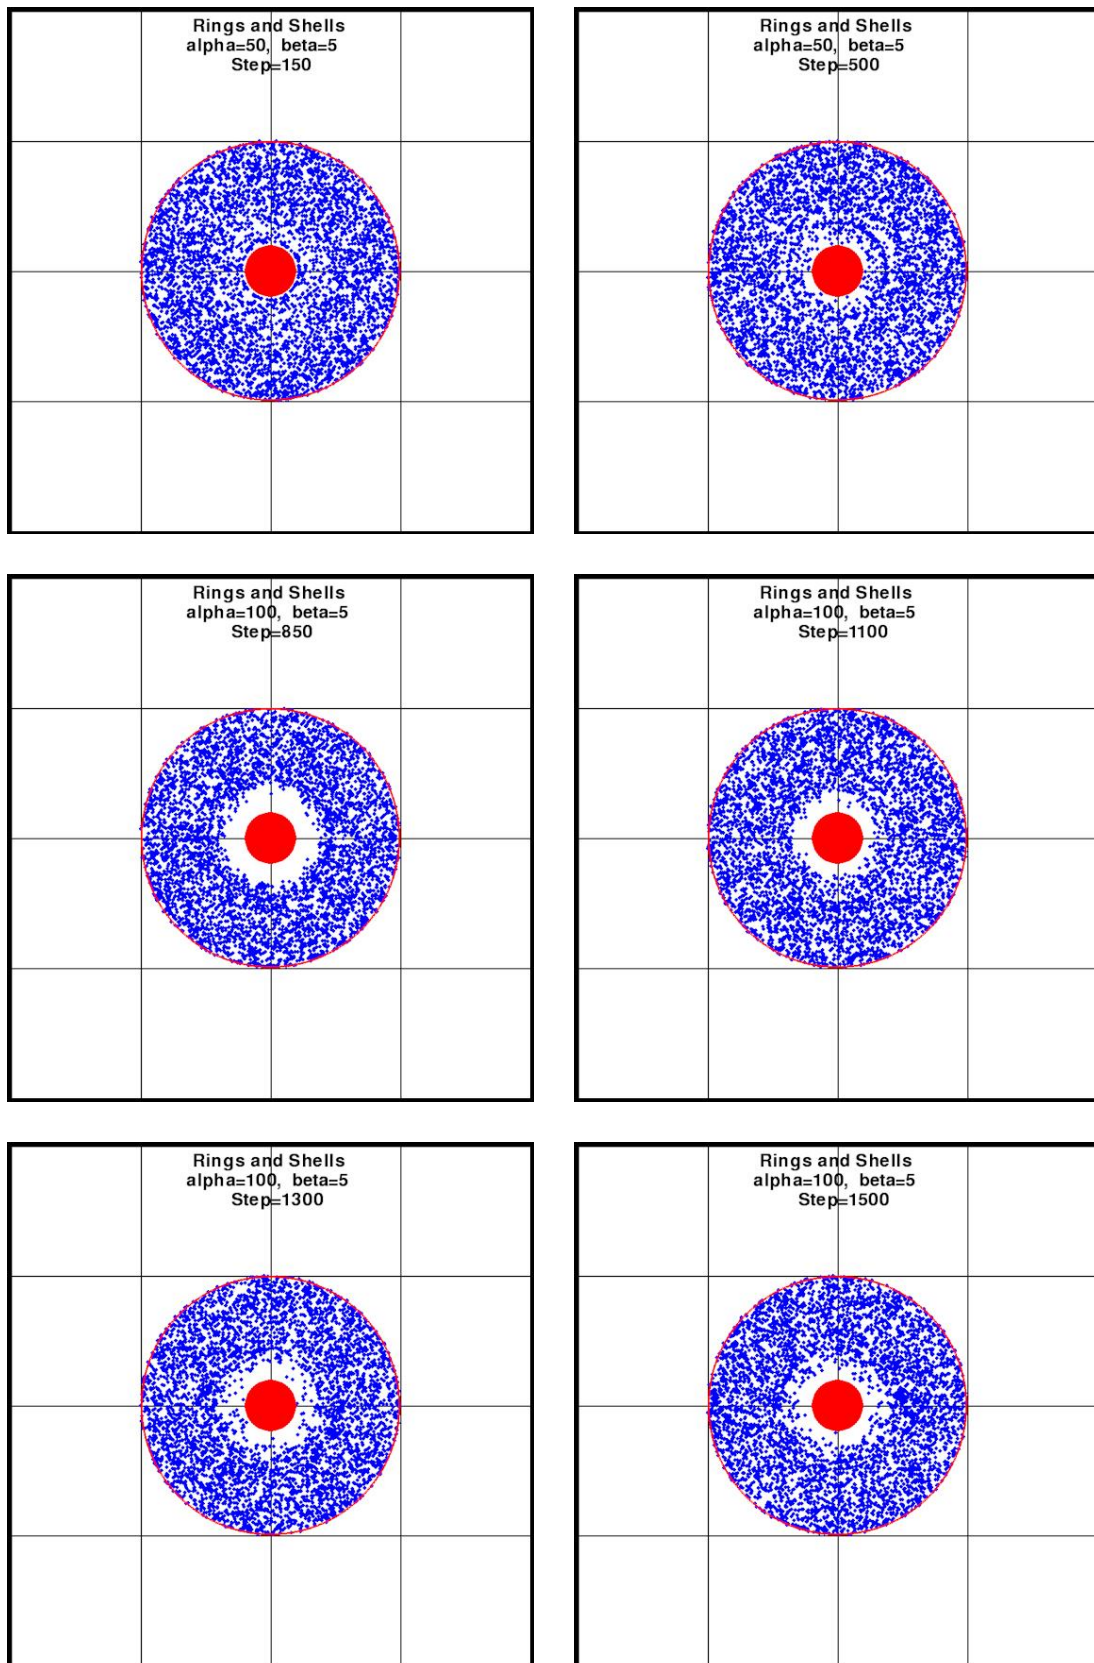 Rings and Shells
alpha=50, beta=5
Step=150
Rings and Shells
alpha=50, beta=5
Step=500
Rings and Shells
alpha=100, beta=5
Step=850
Rings and Shells
alpha=100, beta=5
Step=1100
Rings and Shells
alpha=100, beta=5
Step=1300
Rings and Shells
alpha=100, beta=5
Step=1500